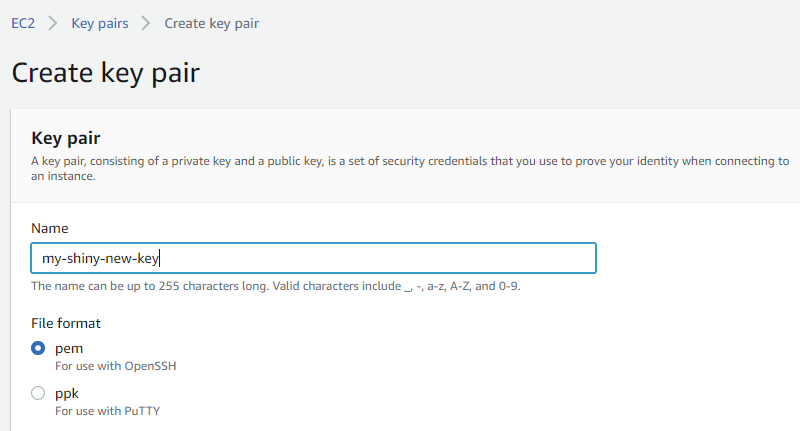 EC2 > Key pairs > Create key pair
Create key pair
Key pair
A key pair, consisting of a private key and a public key, is a set of security credentials that you use to prove your identity when connecting to
an instance.
Name
my-shiny-new-key
The name can be up to 255 characters long. Valid characters include _, -, a-z, A-Z, and 0-9.
File format
pem
For use with OpenSSH
ppk
For use with PuTTY